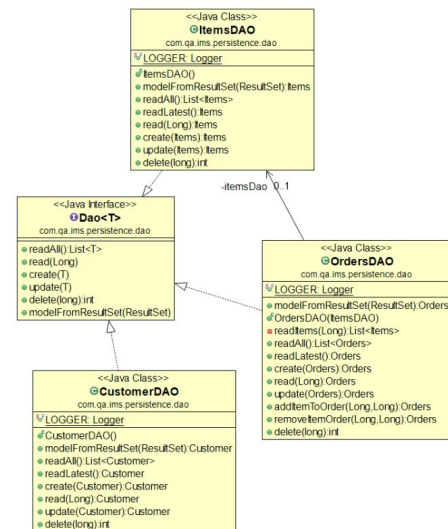 <<Java Class>>
ItemsDAO
com.qa.ims.persistence.dao
LOGGER: Logger
ItemsDAO()
modelFromResultSet(ResultSet):Items
readAll():List<Items>
readLatest():Items
read(Long):Items
create(Items):Items
update(Items):Items
delete(long):int
-itemsDao 0..1
<<Java Interface>>
Dao<T>
com.qa.ims.persistence.dao
readAll():List<T>
read(Long)
create(T)
update(T)
delete(long):int
modelFromResultSet(ResultSet)
<<Java Class>>
OrdersDAO
com.qa.ims.persistence.dao
LOGGER: Logger
modelFromResultSet(ResultSet):Orders
OrdersDAO(ItemsDAO)
readItems(Long):List<Items>
readAll():List<Orders>
readLatest():Orders
create(Orders):Orders
read(Long):Orders
update(Orders):Orders
addItemToOrder(Long,Long):Orders
removeItemOrder(Long,Long):Orders
delete(long):int
<<Java Class>>
CustomerDAO
com.qa.ims.persistence.dao
LOGGER: Logger
CustomerDAO()
modelFromResultSet(ResultSet):Customer
readAll():List<Customer>
readLatest():Customer
create(Customer):Customer
read(Long):Customer
update(Customer):Customer
delete(long):int